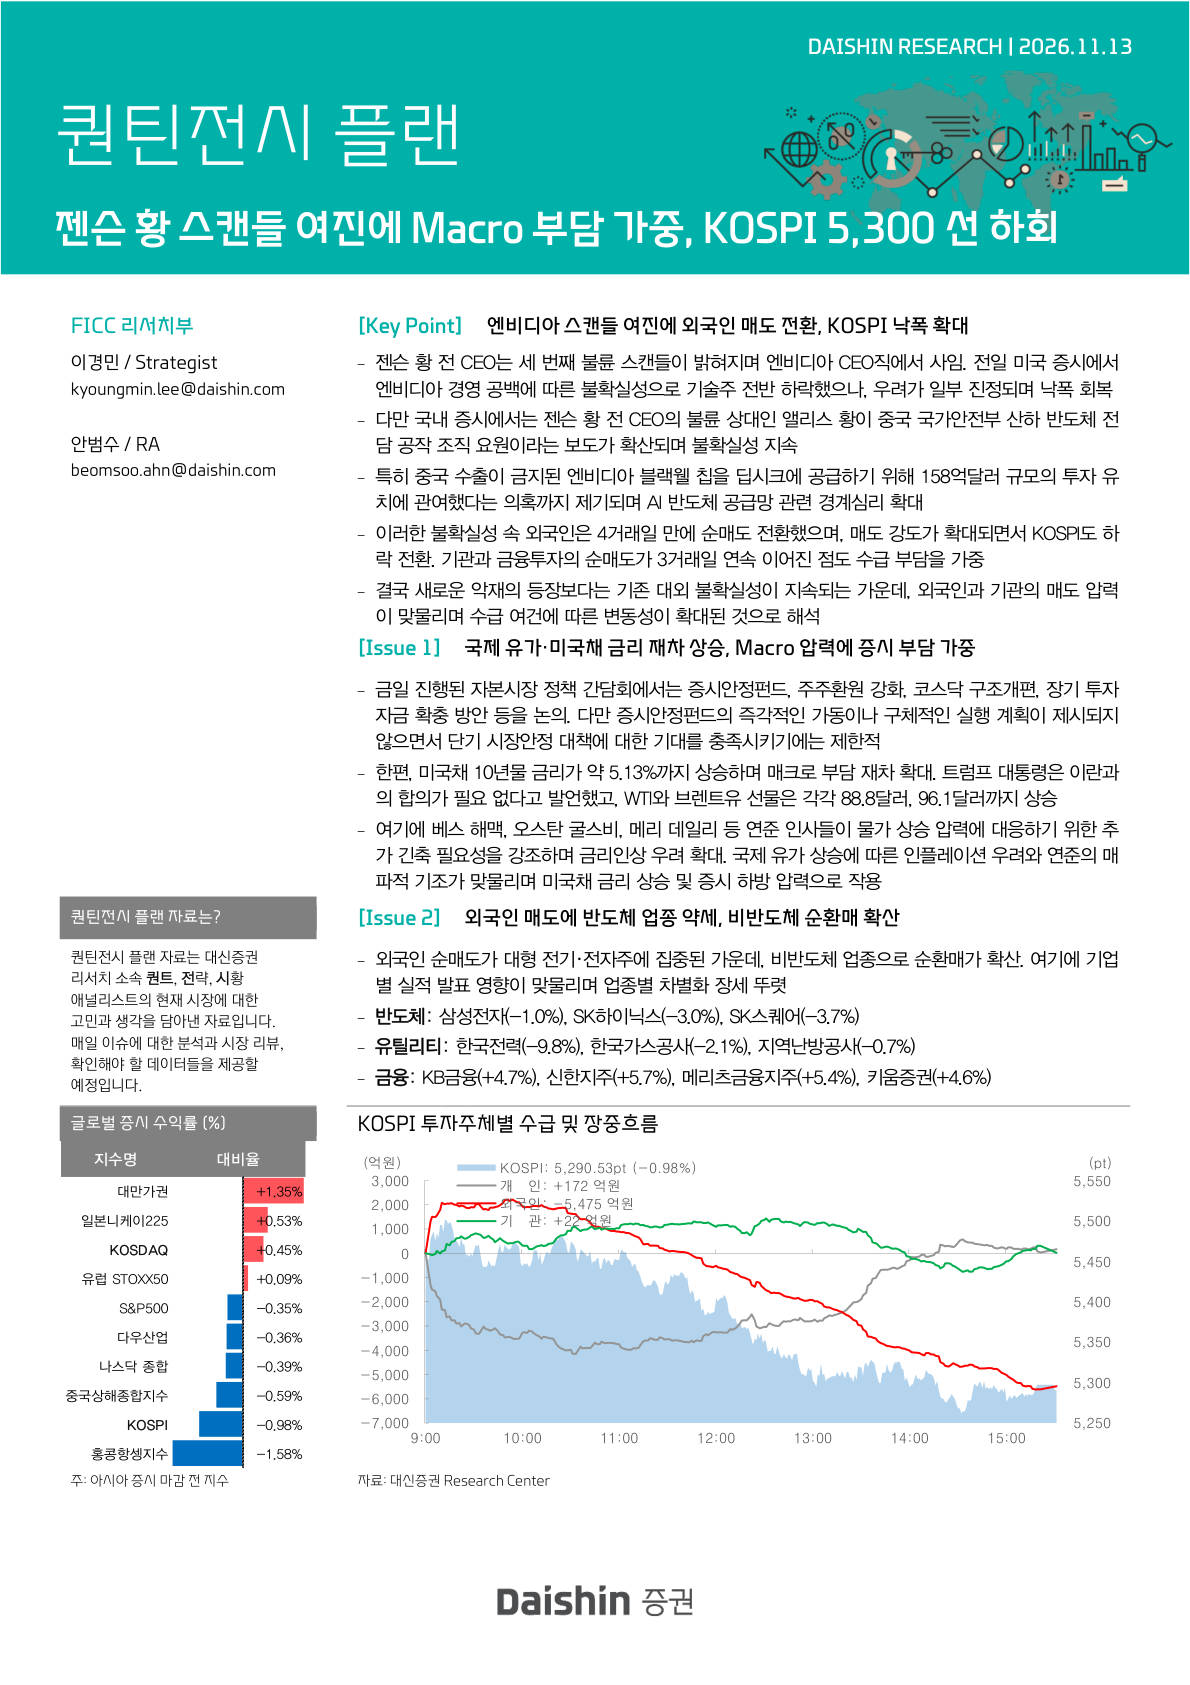 DAISHIN RESEARCH | 2026.11.13
퀀틴전시 플랜
젠슨 황 스캔들 여진에 Macro 부담 가중, KOSPI 5,300 선 하회
FICC 리서치부
이경민 / Strategist
kyoungmin.lee@daishin.com
안범수 / RA
beomsoo.ahn@daishin.com
[Key Point] 엔비디아 스캔들 여진에 외국인 매도 전환, KOSPI 낙폭 확대
– 젠슨 황 전 CEO는 세 번째 불륜 스캔들이 밝혀지며 엔비디아 CEO직에서 사임. 전일 미국 증시에서
엔비디아 경영 공백에 따른 불확실성으로 기술주 전반 하락했으나, 우려가 일부 진정되며 낙폭 회복
– 다만 국내 증시에서는 젠슨 황 전 CEO의 불륜 상대인 앨리스 황이 중국 국가안전부 산하 반도체 전
담 공작 조직 요원이라는 보도가 확산되며 불확실성 지속
– 특히 중국 수출이 금지된 엔비디아 블랙웰 칩을 딥시크에 공급하기 위해 158억달러 규모의 투자 유
치에 관여했다는 의혹까지 제기되며 AI 반도체 공급망 관련 경계심리 확대
– 이러한 불확실성 속 외국인은 4거래일 만에 순매도 전환했으며, 매도 강도가 확대되면서 KOSPI도 하
락 전환. 기관과 금융투자의 순매도가 3거래일 연속 이어진 점도 수급 부담을 가중
– 결국 새로운 악재의 등장보다는 기존 대외 불확실성이 지속되는 가운데, 외국인과 기관의 매도 압력
이 맞물리며 수급 여건에 따른 변동성이 확대된 것으로 해석
[Issue 1] 국제 유가·미국채 금리 재차 상승, Macro 압력에 증시 부담 가중
– 금일 진행된 자본시장 정책 간담회에서는 증시안정펀드, 주주환원 강화, 코스닥 구조개편, 장기 투자
자금 확충 방안 등을 논의. 다만 증시안정펀드의 즉각적인 가동이나 구체적인 실행 계획이 제시되지
않으면서 단기 시장안정 대책에 대한 기대를 충족시키기에는 제한적
– 한편, 미국채 10년물 금리가 약 5.13%까지 상승하며 매크로 부담 재차 확대. 트럼프 대통령은 이란과
의 합의가 필요 없다고 발언했고, WTI와 브렌트유 선물은 각각 88.8달러, 96.1달러까지 상승
– 여기에 베스 해맥, 오스탄 굴스비, 메리 데일리 등 연준 인사들이 물가 상승 압력에 대응하기 위한 추
가 긴축 필요성을 강조하며 금리인상 우려 확대. 국제 유가 상승에 따른 인플레이션 우려와 연준의 매
파적 기조가 맞물리며 미국채 금리 상승 및 증시 하방 압력으로 작용
[Issue 2] 외국인 매도에 반도체 업종 약세, 비반도체 순환매 확산
– 외국인 순매도가 대형 전기·전자주에 집중된 가운데, 비반도체 업종으로 순환매가 확산. 여기에 기업
별 실적 발표 영향이 맞물리며 업종별 차별화 장세 뚜렷
– 반도체: 삼성전자(-1.0%), SK하이닉스(-3.0%), SK스퀘어(-3.7%)
– 유틸리티: 한국전력(-9.8%), 한국가스공사(-2.1%), 지역난방공사(-0.7%)
– 금융: KB금융(+4.7%), 신한지주(+5.7%), 메리츠금융지주(+5.4%), 키움증권(+4.6%)
퀀틴전시 플랜 자료는?
퀀틴전시 플랜 자료는 대신증권
리서치 소속 퀀트, 전략, 시황
애널리스트의 현재 시장에 대한
고민과 생각을 담아낸 자료입니다.
매일 이슈에 대한 분석과 시장 리뷰,
확인해야 할 데이터들을 제공할
예정입니다.
글로벌 증시 수익률 (%)
지수명 대비율
대만가권 +1.35%
일본니케이225 +0.53%
KOSDAQ +0.45%
유럽 STOXX50 +0.09%
S&P500 -0.35%
다우산업 -0.36%
나스닥 종합 -0.39%
중국상해종합지수 -0.59%
KOSPI -0.98%
홍콩항셍지수 -1.58%
주: 아시아 증시 마감 전 지수
KOSPI 투자주체별 수급 및 장중흐름
(억원) (pt)
KOSPI: 5,290.53pt (-0.98%)
개 인: +172 억원
외국인: -5,475 억원
기 관: +22 억원
3,000
2,000
1,000
0
-1,000
-2,000
-3,000
-4,000
-5,000
-6,000
-7,000
5,550
5,500
5,450
5,400
5,350
5,300
5,250
9:00 10:00 11:00 12:00 13:00 14:00 15:00
자료: 대신증권 Research Center
Daishin 증권